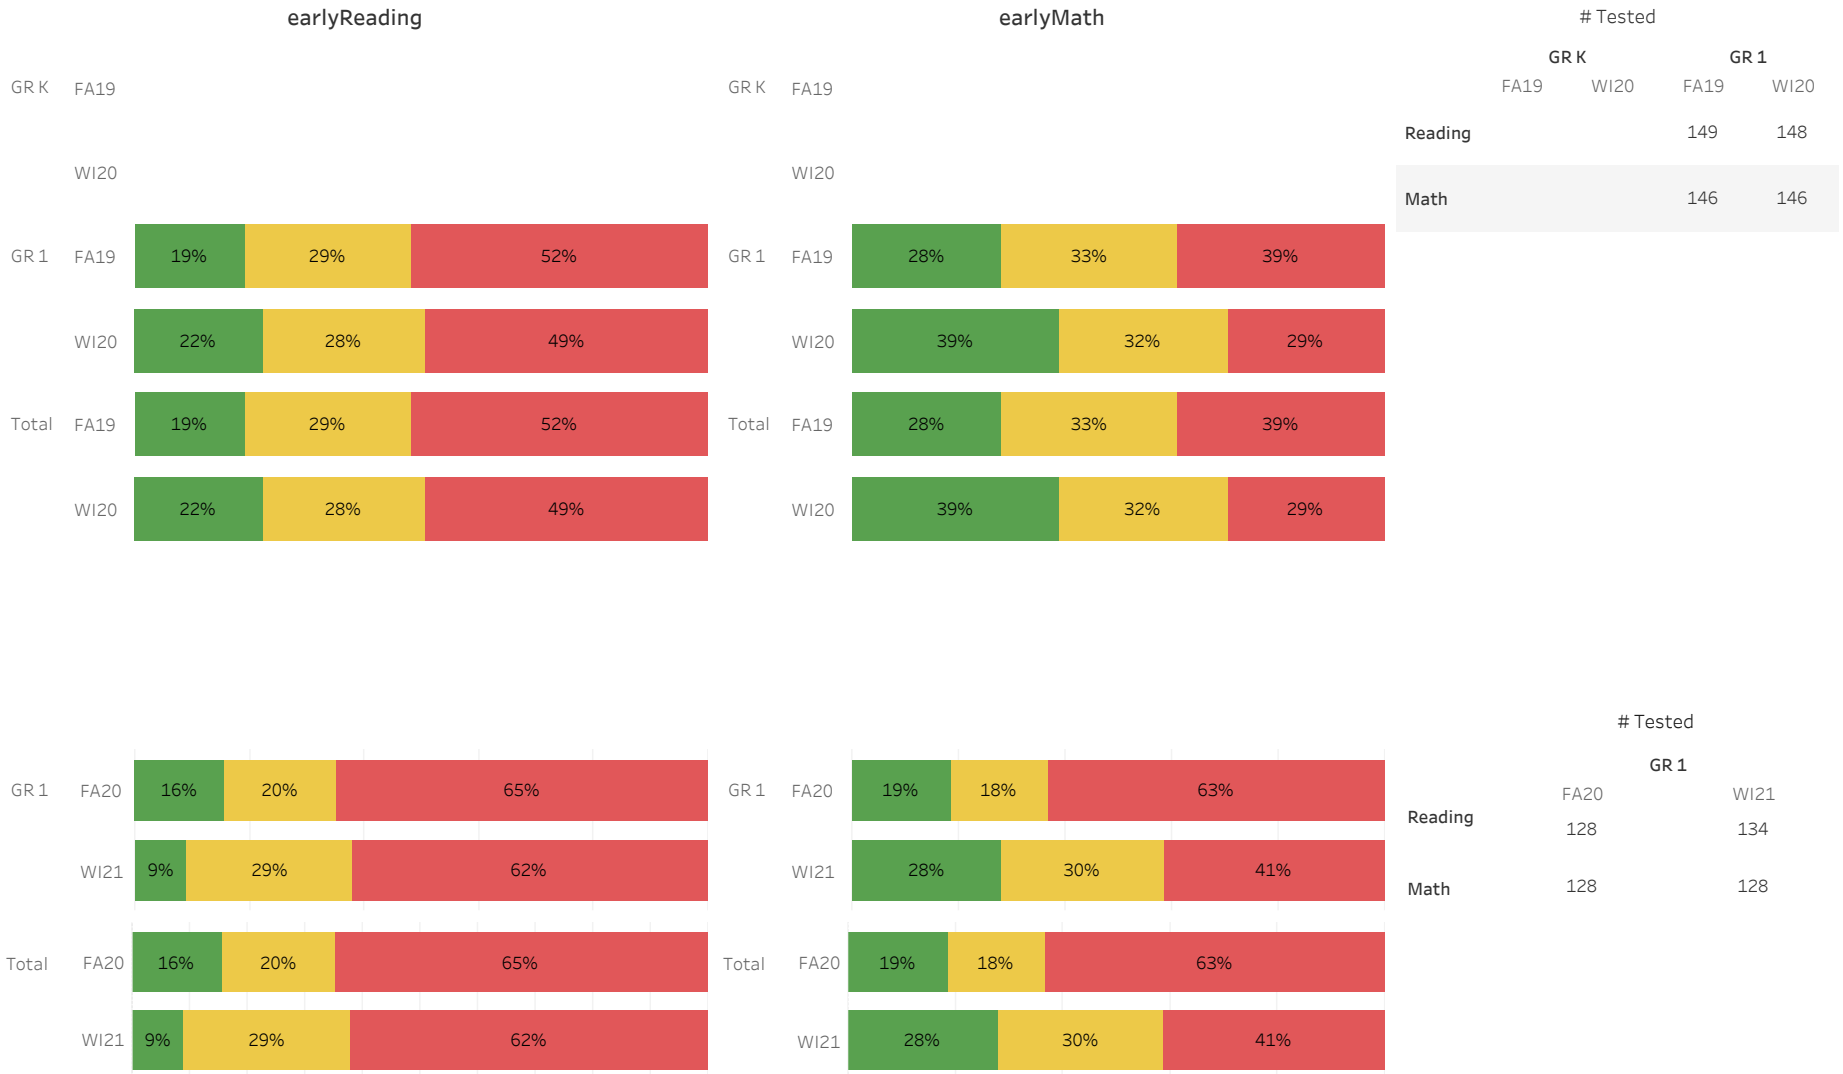 earlyReading earlyMath # Tested
GR K GR 1
GR K FA19 GR K FA19 FA19 WI20 FA19 WI20
Reading 149 148
WI20 WI20
Math 146 146
GR 1 FA19 19% 29% 52% GR 1 FA19 28% 33% 39%
WI20 22% 28% 49% WI20 39% 32% 29%
Total FA19 19% 29% 52% Total FA19 28% 33% 39%
WI20 22% 28% 49% WI20 39% 32% 29%
# Tested
GR 1
GR 1 FA20 16% 20% 65% GR 1 FA20 19% 18% 63% FA20 WI21
Reading 128 134
WI21 9% 29% 62% WI21 28% 30% 41%
Math 128 128
Total FA20 16% 20% 65% Total FA20 19% 18% 63%
WI21 9% 29% 62% WI21 28% 30% 41%